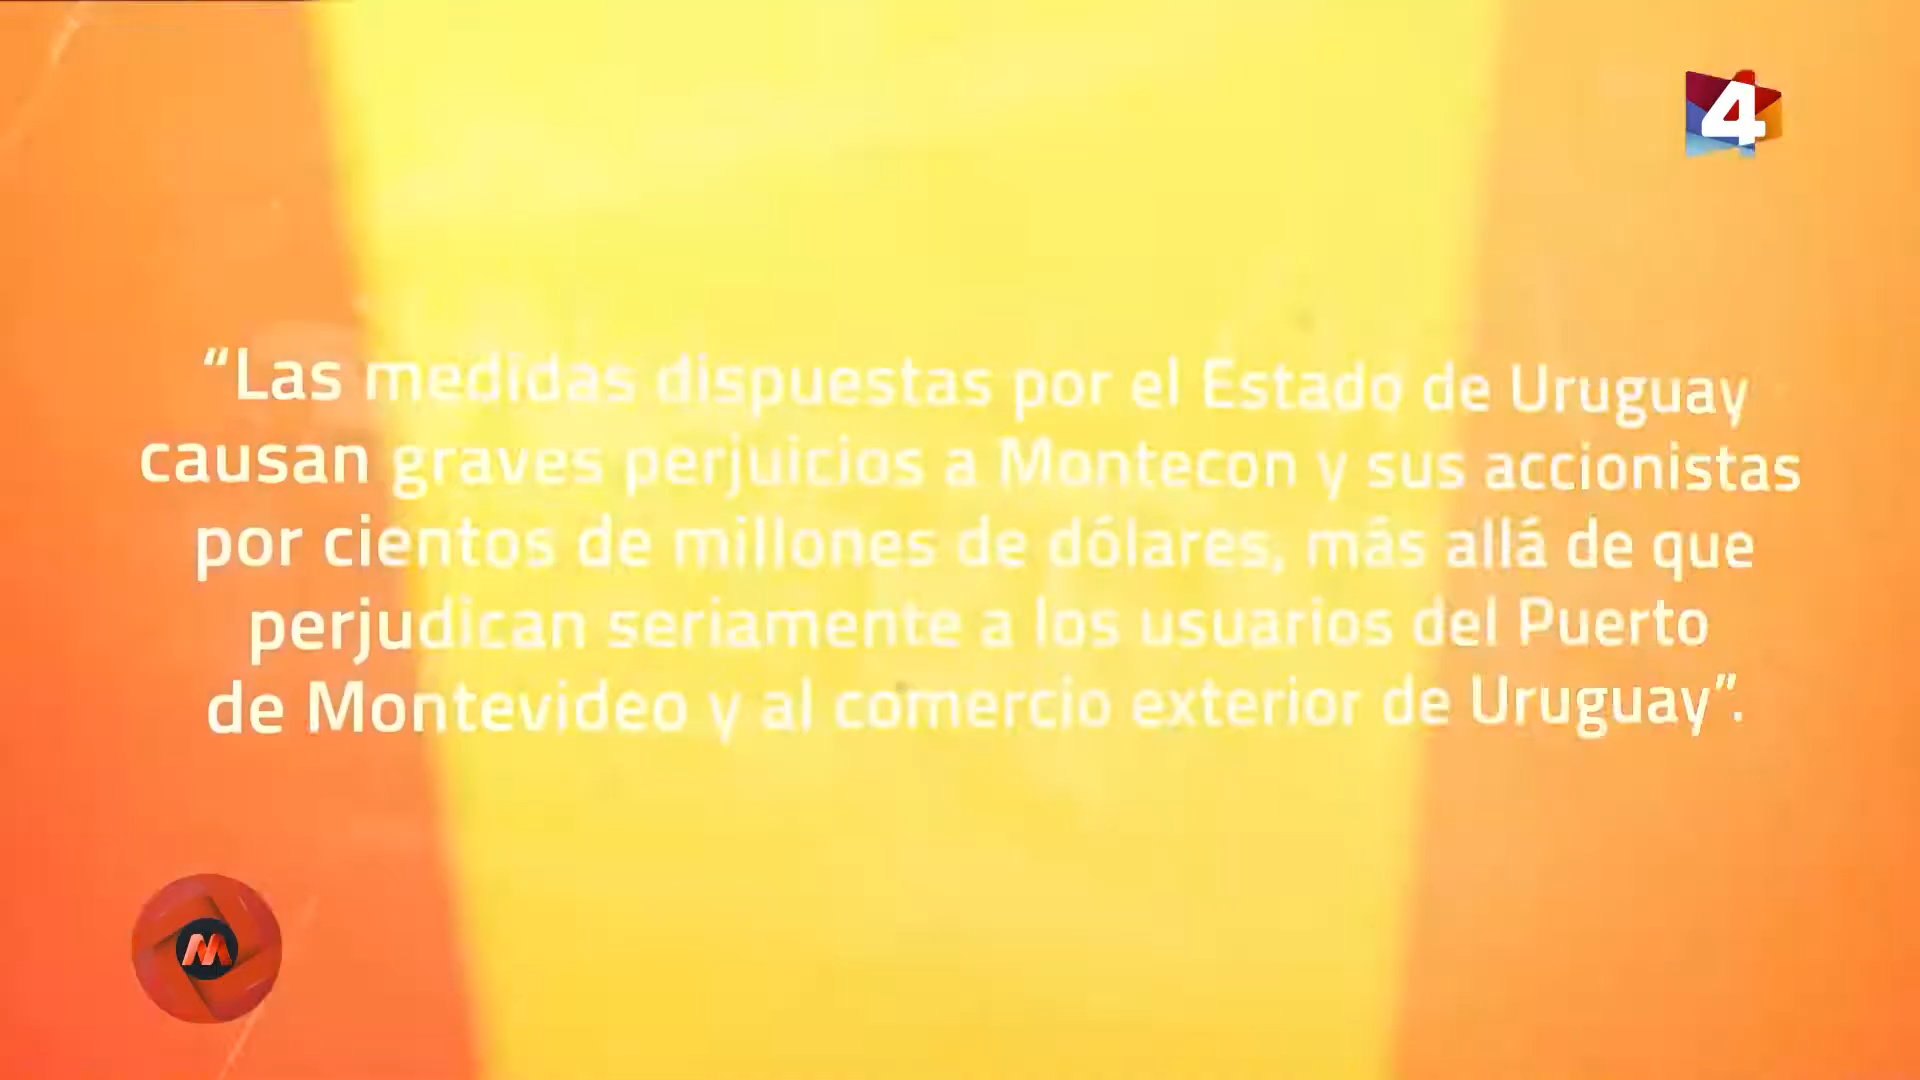 4
“Las medidas dispuestas por el Estado de Uruguay
causan graves perjuicios a Montecon y sus accionistas
por cientos de millones de dólares, más allá de que
perjudican seriamente a los usuarios del Puerto
de Montevideo y al comercio exterior de Uruguay”.
M